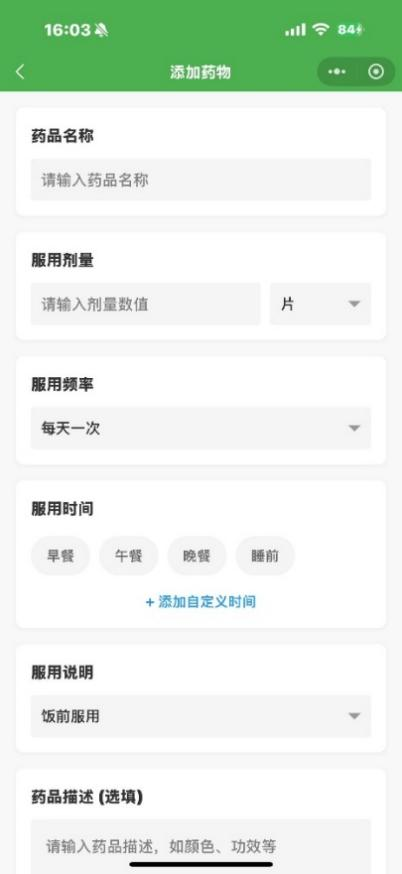 16:03
84
添加药物
药品名称
请输入药品名称
服用剂量
请输入剂量数值 片
服用频率
每天一次
服用时间
早餐 午餐 晚餐 睡前
+ 添加自定义时间
服用说明
饭前服用
药品描述 (选填)
请输入药品描述，如颜色、功效等